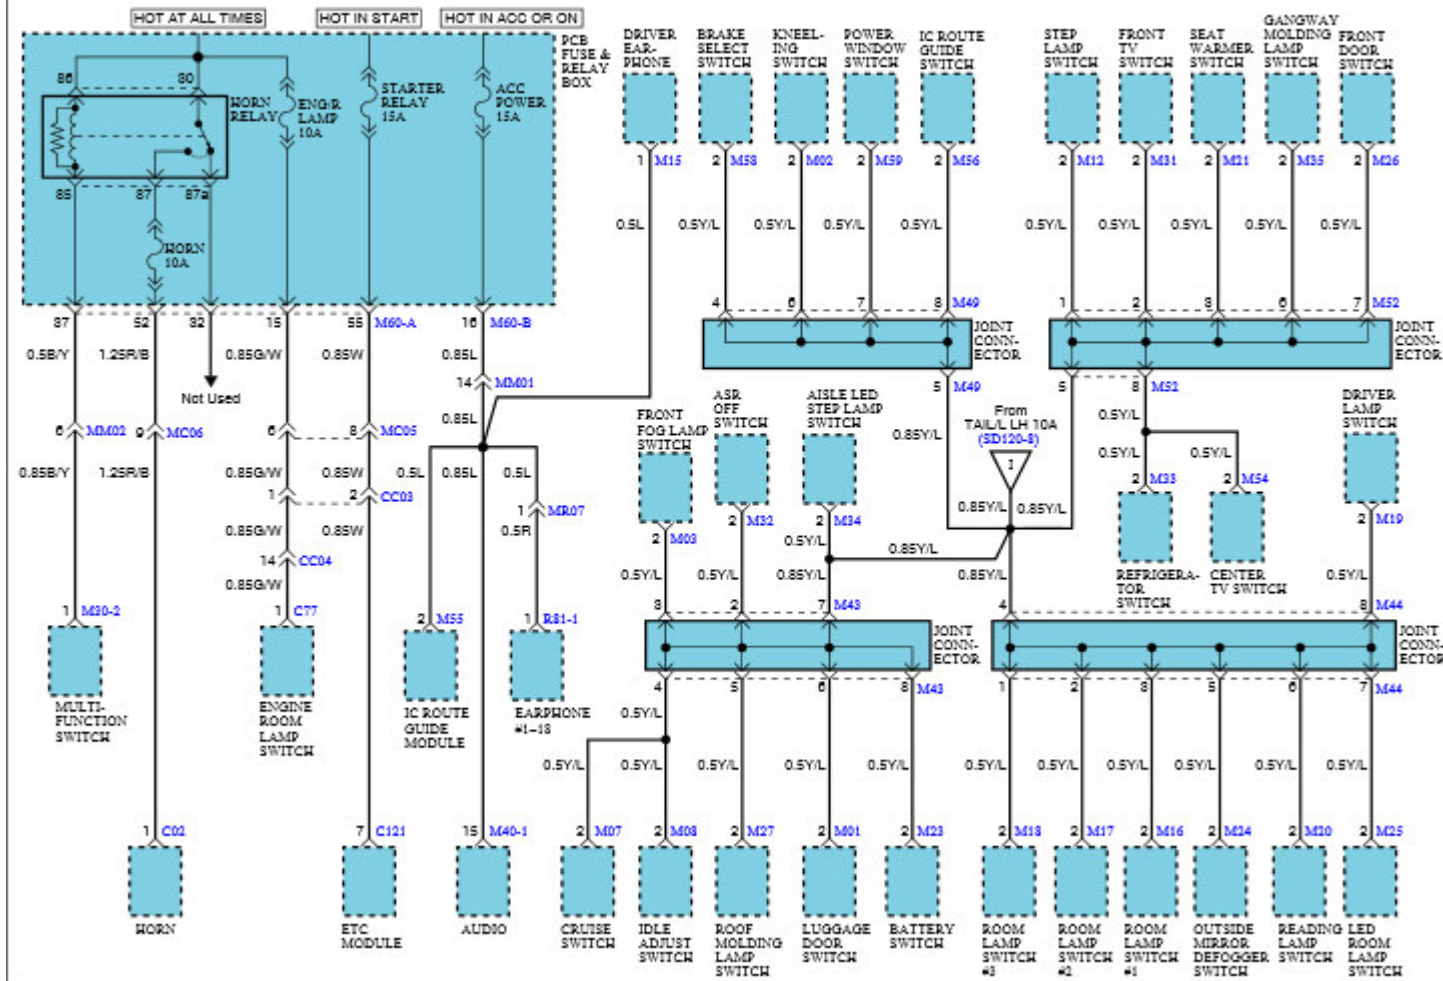 HOT AT ALL TIMES
HOT IN START
HOT IN ACC OR ON
PCB
FUSE &
RELAY
BOX
86
30
HORN
RELAY
ENG/R
LAMP
10A
STARTER
RELAY
15A
ACC
POWER
15A
85
87
87a
HORN
10A
37
52
32
15
55
M60-A
16
M60-B
0.5B/Y
1.25R/B
0.85G/W
0.85W
0.85L
Not Used
14
MM01
0.85L
6
MM02
9
MC06
6
8
MC05
0.85B/Y
1.25R/B
0.85G/W
0.85W
0.5L
0.85L
0.5L
1
2
CC03
1
MR07
0.85G/W
0.85W
0.5R
14
CC04
0.85G/W
1
M30-2
1
C77
2
M55
1
R81-1
MULTI-
FUNCTION
SWITCH
ENGINE
ROOM
LAMP
SWITCH
IC ROUTE
GUIDE
MODULE
EARPHONE
#1~18
1
C02
7
C121
15
M40-1
HORN
ETC
MODULE
AUDIO
DRIVER
EAR-
PHONE
BRAKE
SELECT
SWITCH
KNEEL-
ING
SWITCH
POWER
WINDOW
SWITCH
IC ROUTE
GUIDE
SWITCH
STEP
LAMP
SWITCH
FRONT
TV
SWITCH
SEAT
WARMER
SWITCH
GANGWAY
MOLDING
LAMP
SWITCH
FRONT
DOOR
SWITCH
1
M15
2
M58
2
M02
2
M59
2
M56
2
M12
2
M31
2
M21
2
M35
2
M26
0.5L
0.5Y/L
0.5Y/L
0.5Y/L
0.5Y/L
0.5Y/L
0.5Y/L
0.5Y/L
0.5Y/L
0.5Y/L
4
6
7
8
M49
1
2
3
6
7
M52
JOINT
CONN-
ECTOR
JOINT
CONN-
ECTOR
5
M49
5
8
M52
FRONT
FOG LAMP
SWITCH
ASR
OFF
SWITCH
AISLE LED
STEP LAMP
SWITCH
0.85Y/L
From
TAIL/L LH 10A
(SD120-8)
I
0.5Y/L
DRIVER
LAMP
SWITCH
0.5Y/L
0.5Y/L
2
M33
2
M54
2
M03
2
M32
2
M34
0.85Y/L
0.85Y/L
2
M19
0.5Y/L
0.85Y/L
REFRIGERA-
TOR
SWITCH
CENTER
TV SWITCH
0.5Y/L
0.5Y/L
0.85Y/L
0.85Y/L
0.5Y/L
3
2
7
M43
4
8
M44
JOINT
CONN-
ECTOR
JOINT
CONN-
ECTOR
4
5
6
8
M43
1
2
3
5
6
7
M44
0.5Y/L
0.5Y/L
0.5Y/L
0.5Y/L
0.5Y/L
0.5Y/L
0.5Y/L
0.5Y/L
0.5Y/L
0.5Y/L
0.5Y/L
0.5Y/L
2
M07
2
M08
2
M27
2
M01
2
M23
2
M18
2
M17
2
M16
2
M24
2
M20
2
M25
CRUISE
SWITCH
IDLE
ADJUST
SWITCH
ROOF
MOLDING
LAMP
SWITCH
LUGGAGE
DOOR
SWITCH
BATTERY
SWITCH
ROOM
LAMP
SWITCH
#3
ROOM
LAMP
SWITCH
#2
ROOM
LAMP
SWITCH
#1
OUTSIDE
MIRROR
DEFOGGER
SWITCH
READING
LAMP
SWITCH
LED
ROOM
LAMP
SWITCH